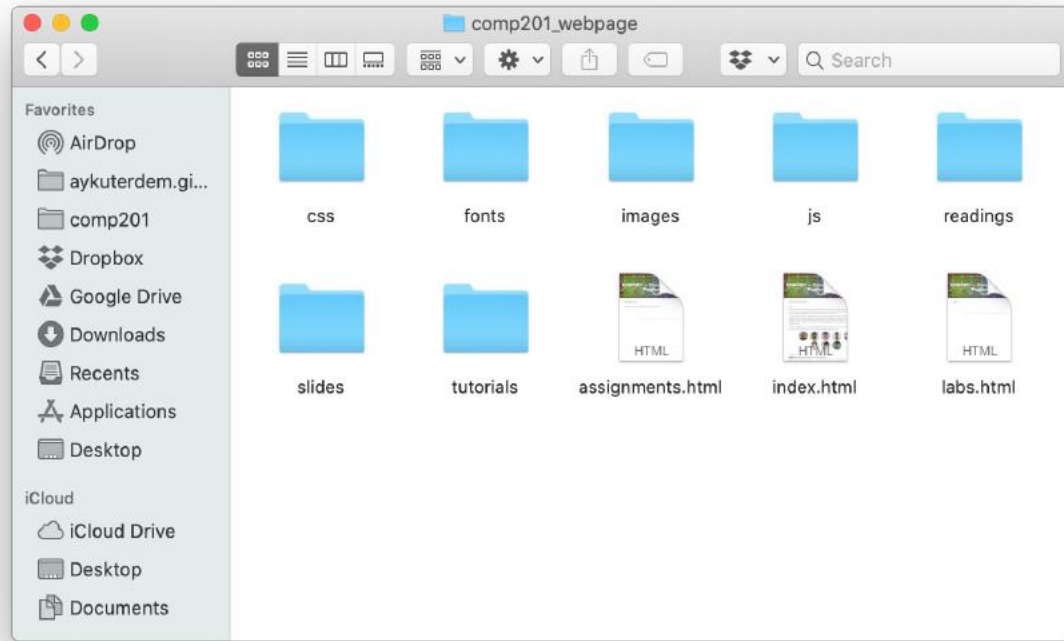 comp201_webpage
Search
Favorites
AirDrop
aykuterdem.gi...
comp201
Dropbox
Google Drive
Downloads
Recents
Applications
Desktop
iCloud
iCloud Drive
Desktop
Documents
css
fonts
images
js
readings
slides
tutorials
HTML
assignments.html
HTML
index.html
HTML
labs.html